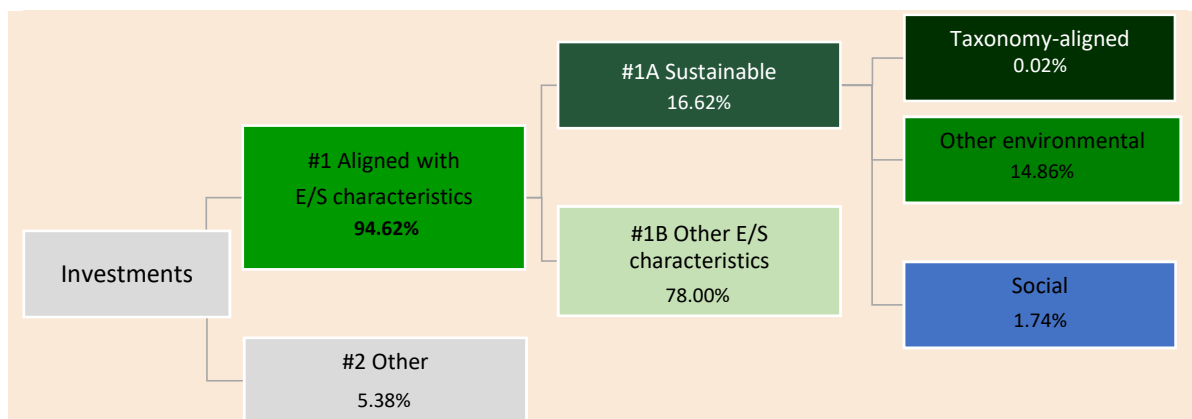 Investments
#1 Aligned with
E/S characteristics
94.62%
#2 Other
5.38%
#1A Sustainable
16.62%
#1B Other E/S
characteristics
78.00%
Taxonomy-aligned
0.02%
Other environmental
14.86%
Social
1.74%